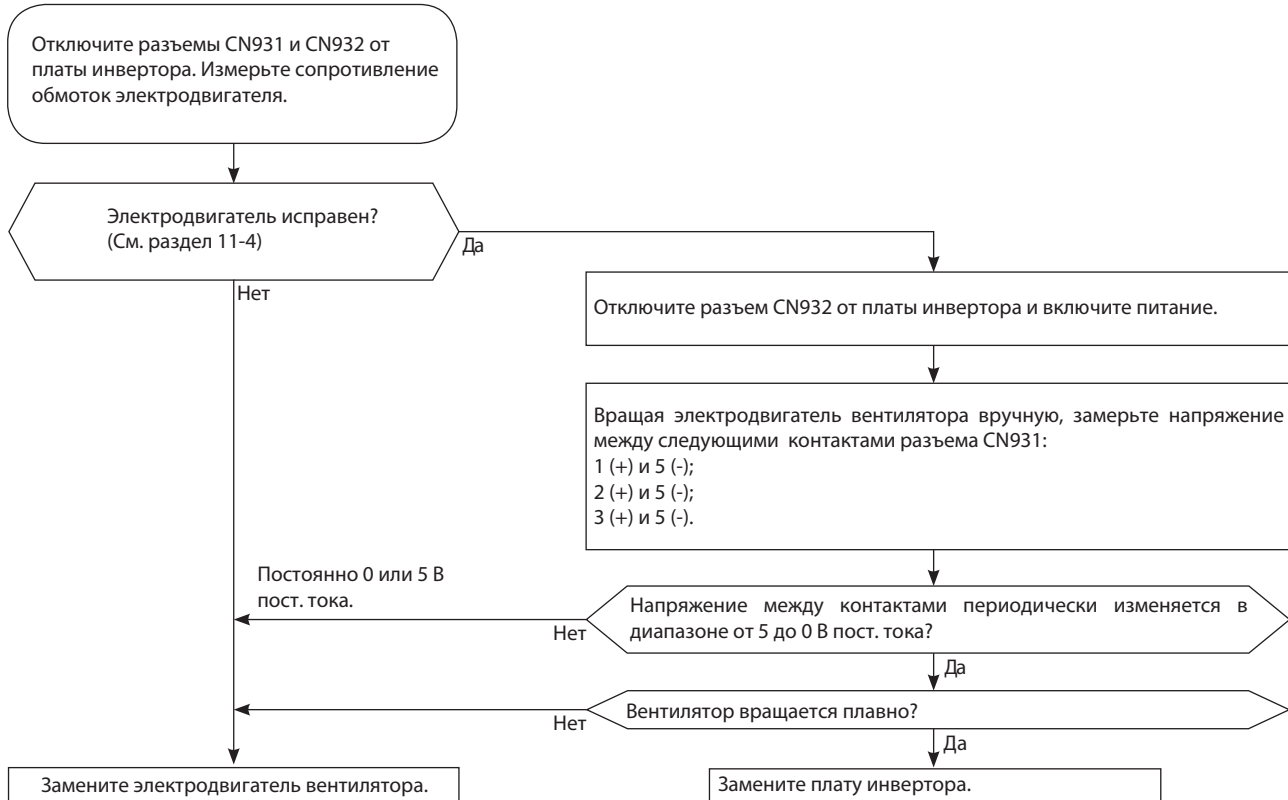 Отключите разъемы CN931 и CN932 от
платы инвертора. Измерьте сопротивление
обмоток электродвигателя.
Электродвигатель исправен?
(См. раздел 11-4)
Да
Нет
Отключите разъем CN932 от платы инвертора и включите питание.
Вращая электродвигатель вентилятора вручную, замерьте напряжение
между следующими контактами разъема CN931:
1 (+) и 5 (-);
2 (+) и 5 (-);
3 (+) и 5 (-).
Постоянно 0 или 5 В
пост. тока.
Напряжение между контактами периодически изменяется в
диапазоне от 5 до 0 В пост. тока?
Нет
Да
Вентилятор вращается плавно?
Нет
Да
Замените электродвигатель вентилятора.
Замените плату инвертора.